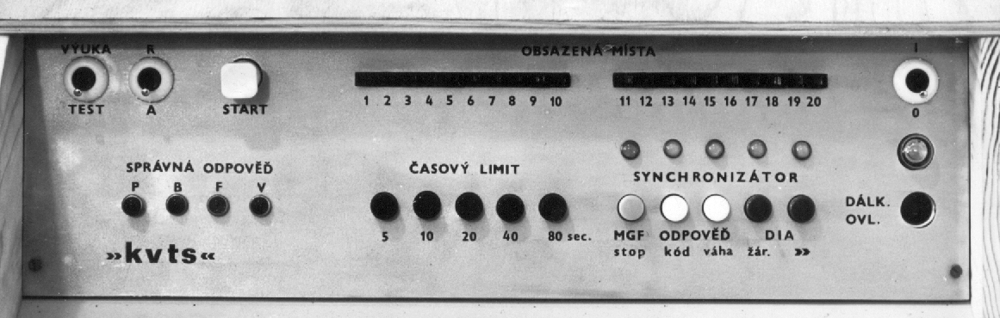 VÝUKA R
TEST A
START
OBSAZENÁ MÍSTA
1 2 3 4 5 6 7 8 9 10
11 12 13 14 15 16 17 18 19 20
I
0
SPRÁVNÁ ODPOVĚĎ
P B F V
»kvts«
ČASOVÝ LIMIT
5 10 20 40 80 sec.
SYNCHRONIZÁTOR
MGF ODPOVĚĎ DIA
stop kód váha žár. »
DÁLK.
OVL.